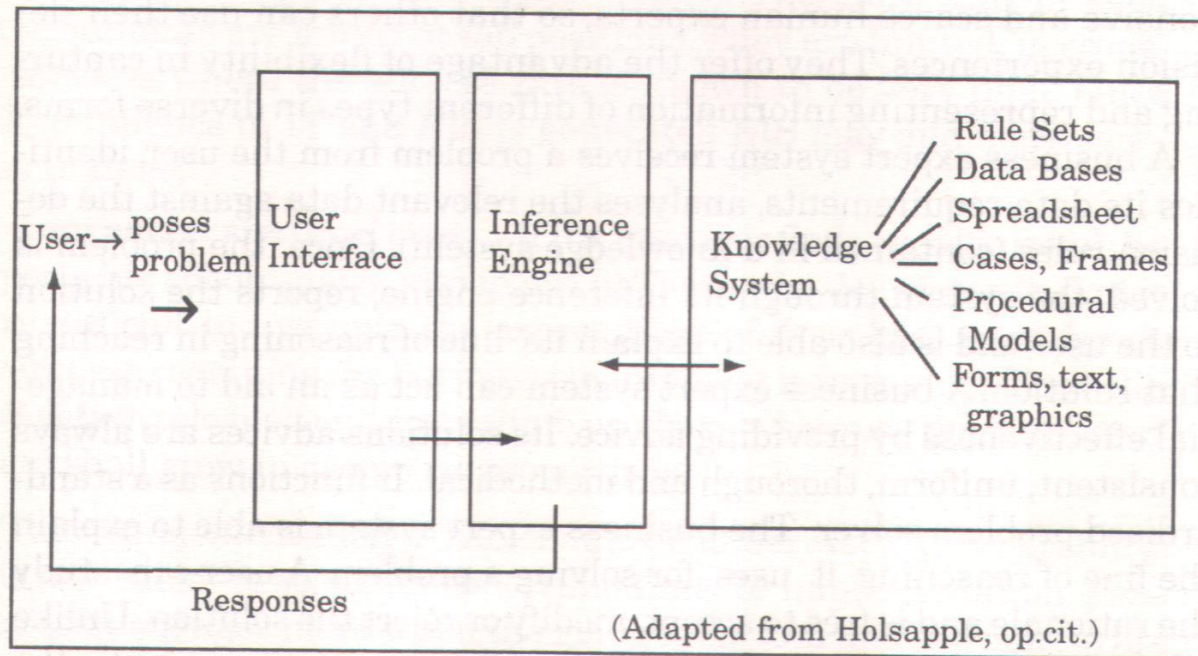 User → poses
problem
User
Interface
Inference
Engine
Knowledge
System
Rule Sets
Data Bases
Spreadsheet
Cases, Frames
Procedural
Models
Forms, text,
graphics
Responses
(Adapted from Holsapple, op.cit.)